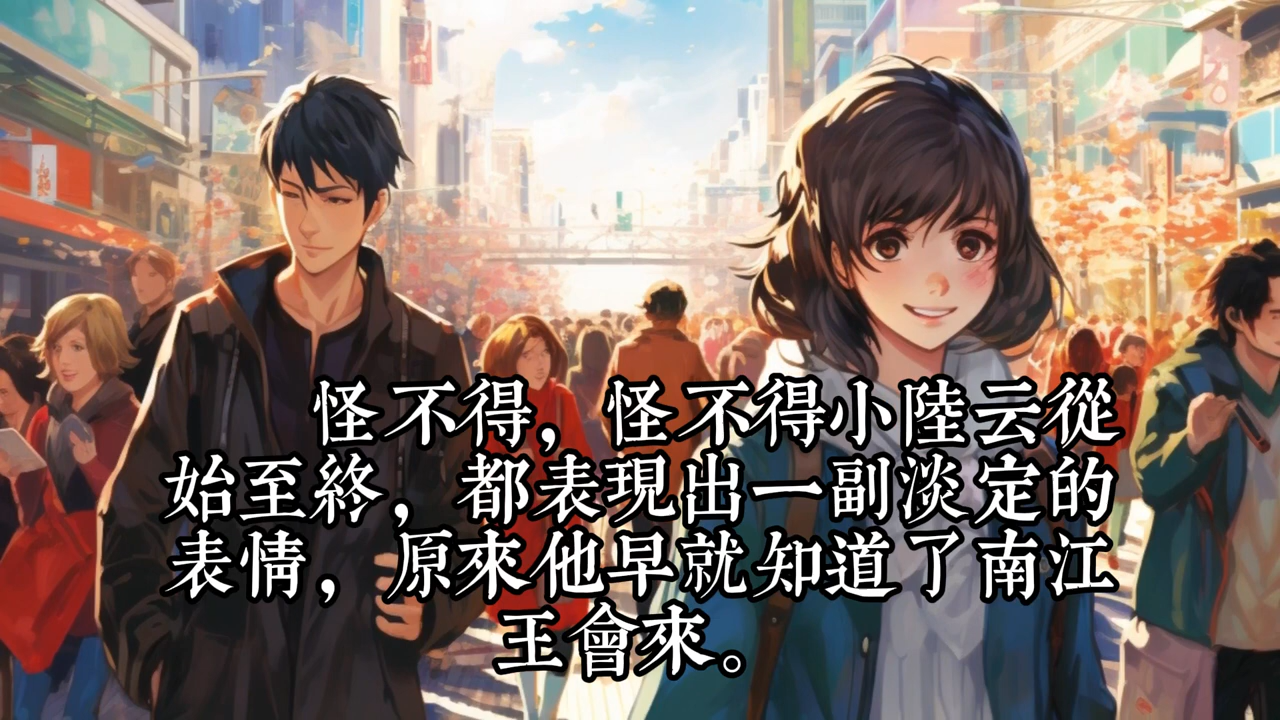 怪不得，怪不得小陸云從
始至終，都表現出一副淡定的
表情，原來他早就知道了南江
王會來。